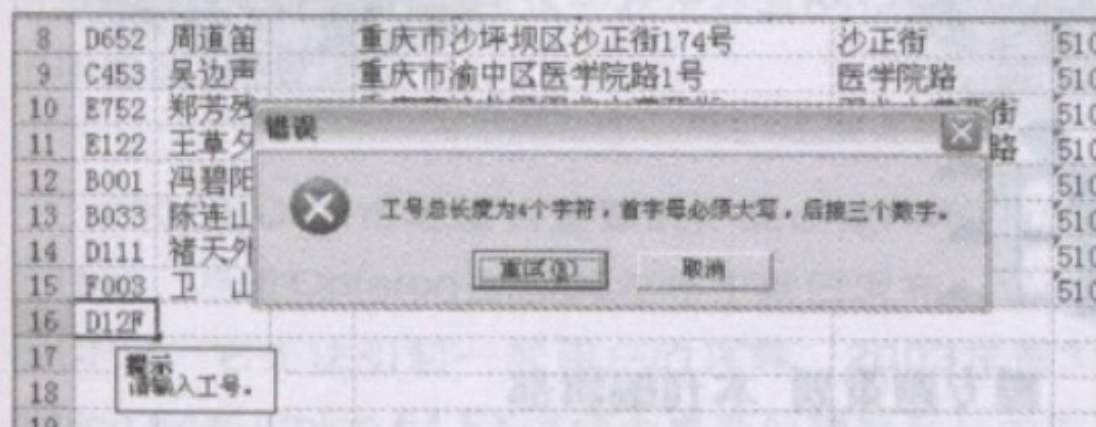 8 D652 周道笛 重庆市沙坪坝区沙正街174号 沙正街 510
9 C453 吴边声 重庆市渝中区医学院路1号 医学院路 510
10 E752 郑芳残 街 510
11 E122 王草夕 路 510
12 B001 冯碧阳 510
13 B033 陈连山 510
14 D111 褚天外 510
15 F003 卫 山 510
16 D12F
17
18
错误
工号总长度为4个字符，首字母必须大写，后接三个数字。
重试(R) 取消
提示
请输入工号。